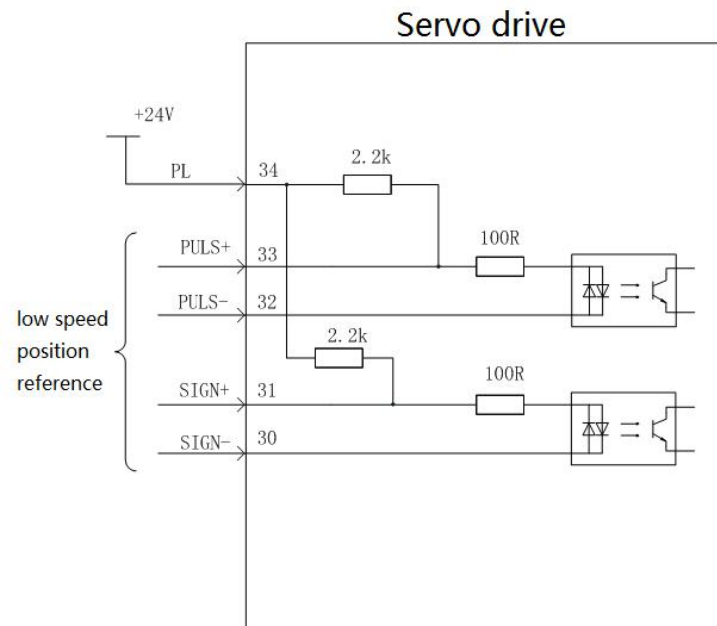 Servo drive
+24V
PL
34
2.2k
PULS+
33
100R
PULS-
32
low speed
position
reference
2.2k
SIGN+
31
100R
SIGN-
30